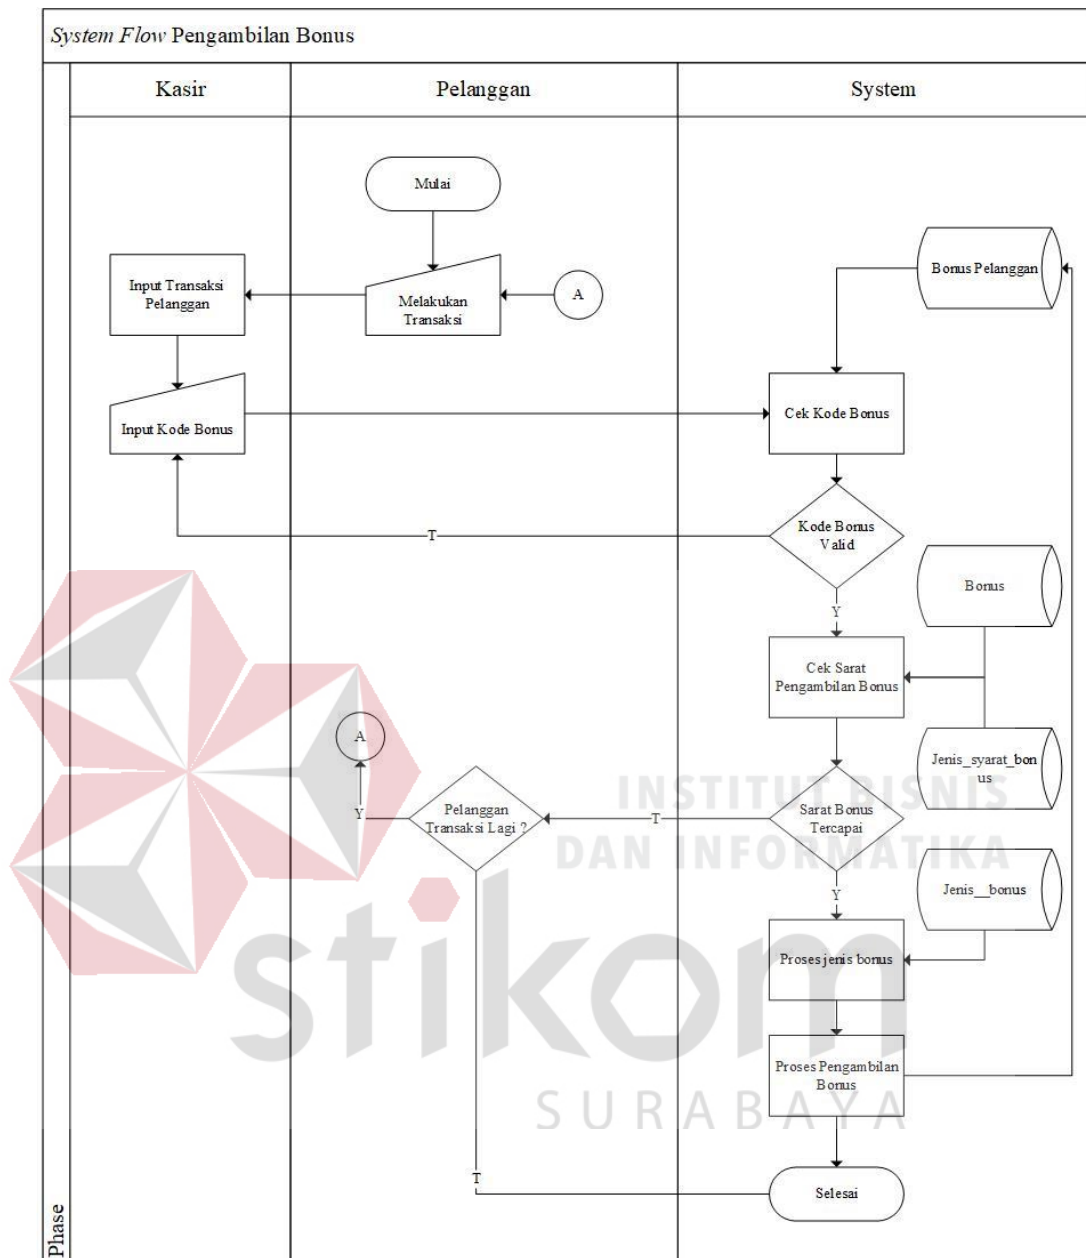 System Flow Pengambilan Bonus
Kasir
Pelanggan
System
Mulai
Input Transaksi
Pelanggan
Melakukan
Transaksi
A
Bonus Pelanggan
Input Kode Bonus
Cek Kode Bonus
T
Kode Bonus
Valid
Y
Bonus
Cek Sarat
Pengambilan Bonus
A
Jenis_syarat_bon
us
Y
Pelanggan
Transaksi Lagi ?
T
Sarat Bonus
Tercapai
Y
Jenis__bonus
Proses jenis bonus
Proses Pengambilan
Bonus
T
Selesai
Phase
INSTITUT BISNIS
DAN INFORMATIKA
stikom
SURABAYA